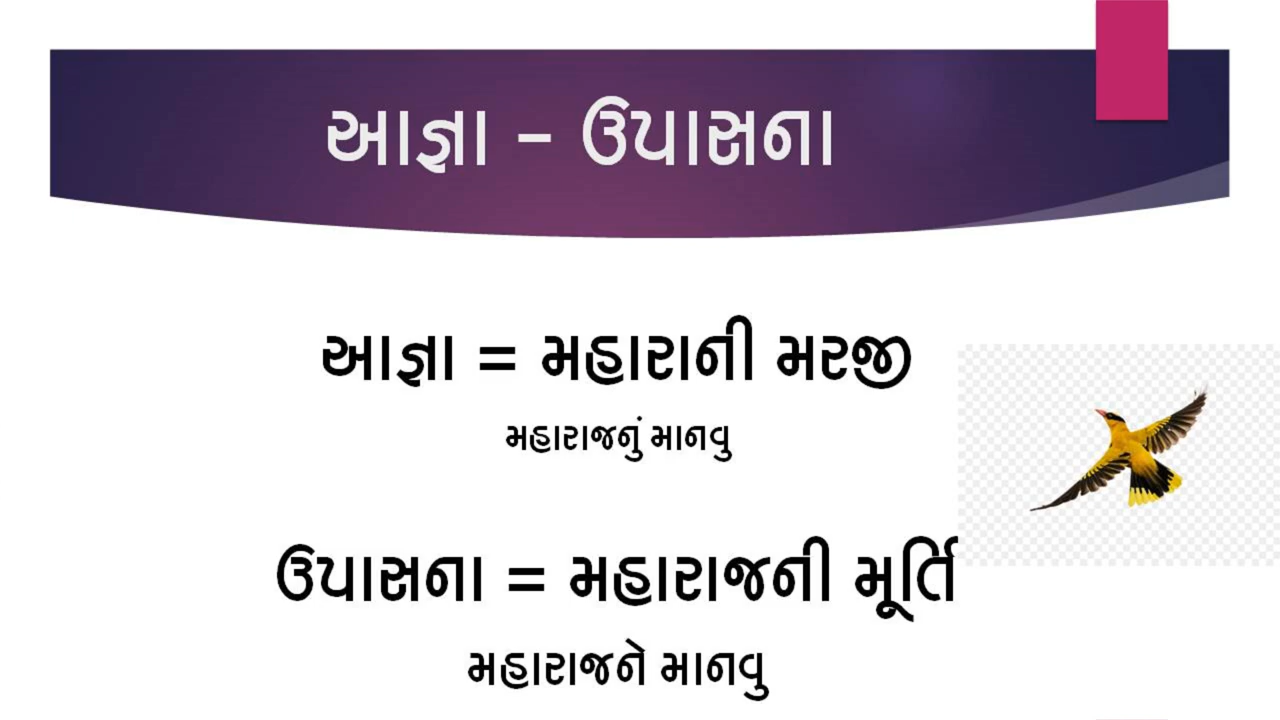 આજ્ઞા – ઉપાસના
આજ્ઞા = મહારાની મરજી
મહારાજનું માનવુ
ઉપાસના = મહારાજની મૂર્તિ
મહારાજને માનવુ